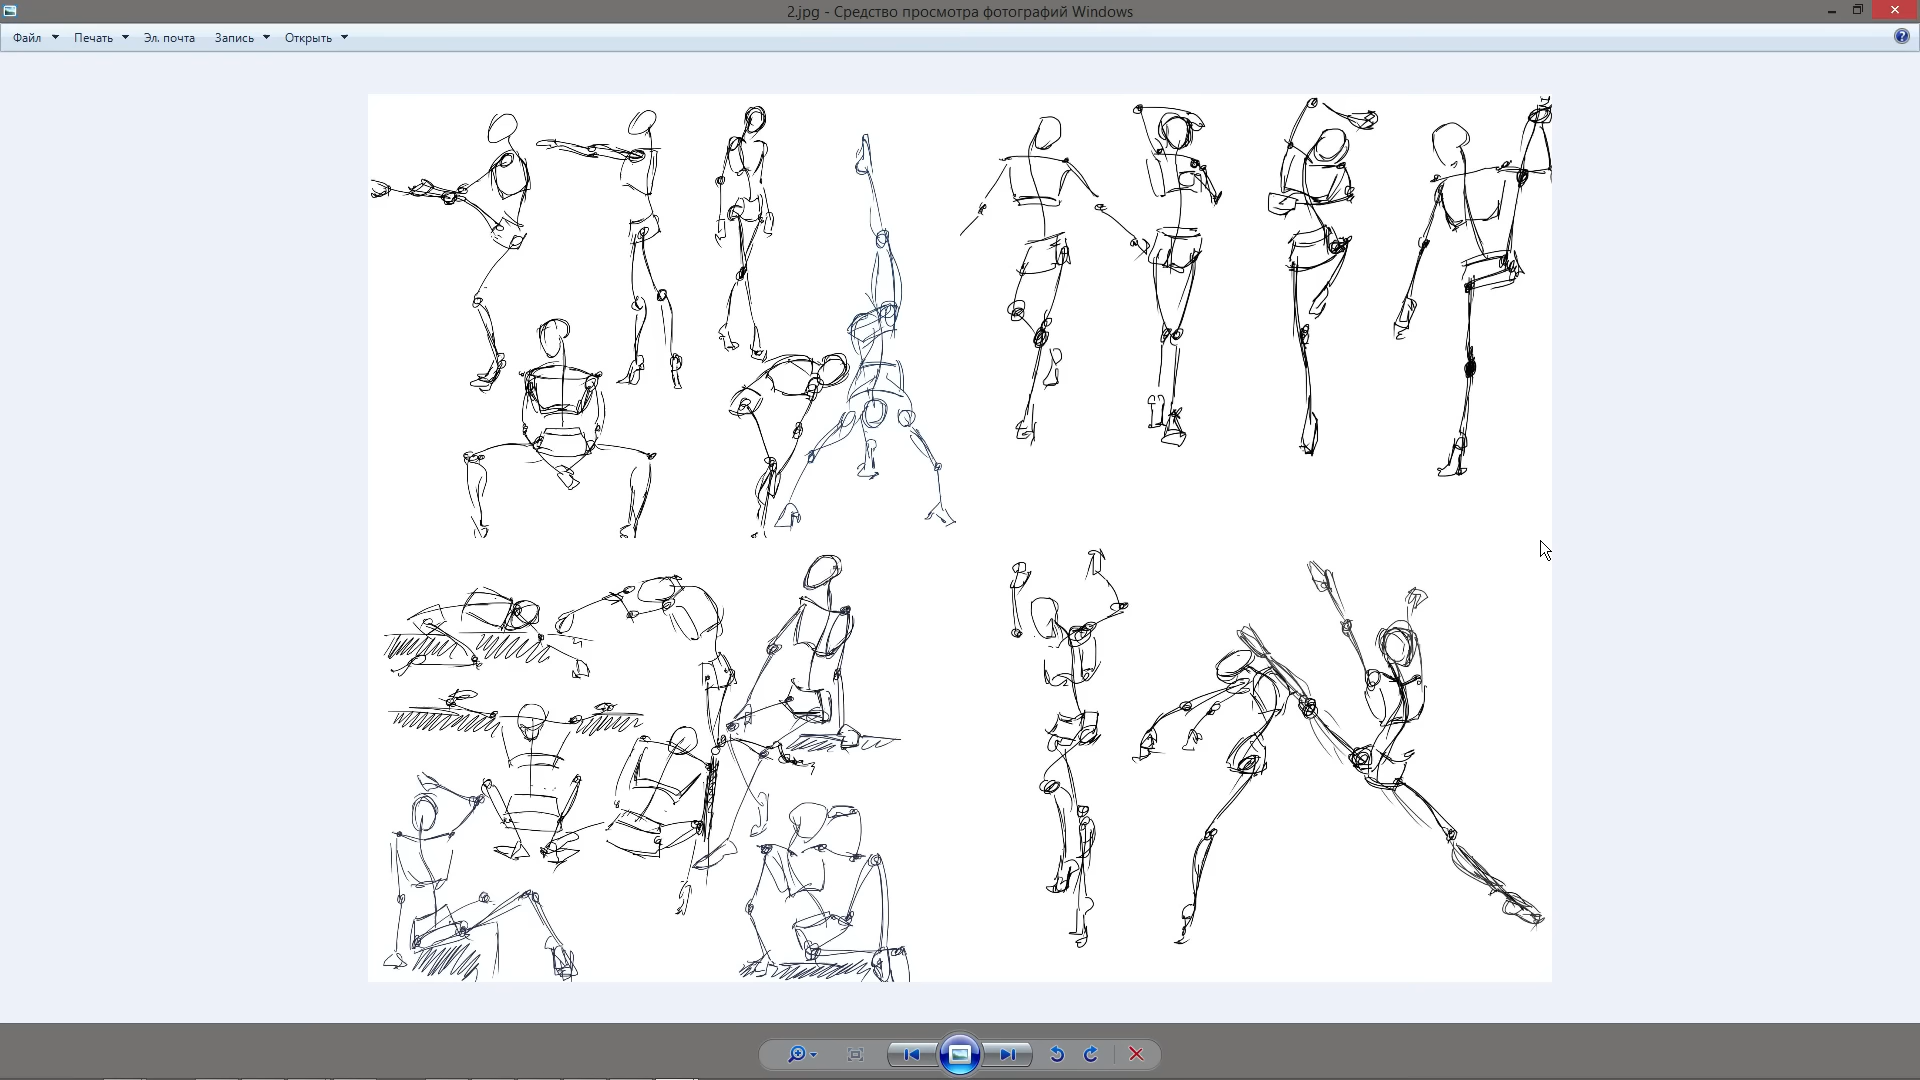 2.jpg - Средство просмотра фотографий Windows
Файл Печать Эл. почта Запись Открыть